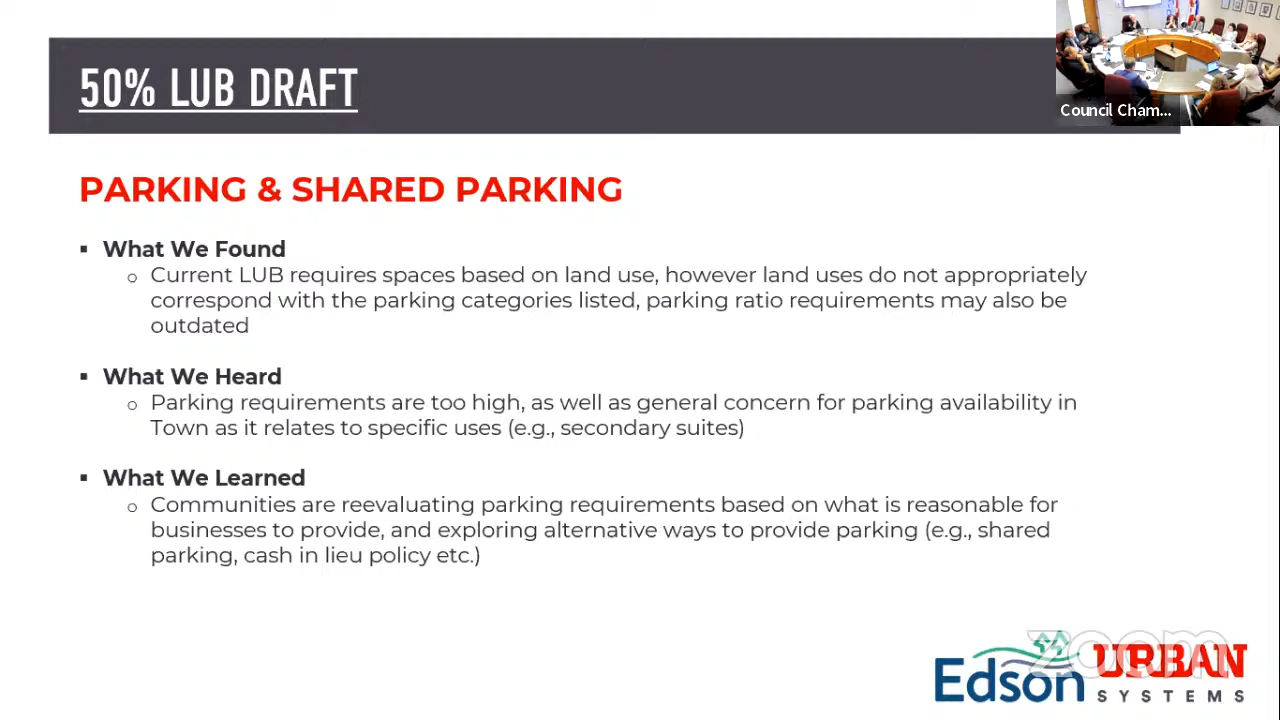 50% LUB DRAFT
Council Cham...
PARKING & SHARED PARKING
▪ What We Found
o Current LUB requires spaces based on land use, however land uses do not appropriately
correspond with the parking categories listed, parking ratio requirements may also be
outdated
▪ What We Heard
o Parking requirements are too high, as well as general concern for parking availability in
Town as it relates to specific uses (e.g., secondary suites)
▪ What We Learned
o Communities are reevaluating parking requirements based on what is reasonable for
businesses to provide, and exploring alternative ways to provide parking (e.g., shared
parking, cash in lieu policy etc.)
zoom
Edson
URBAN
SYSTEMS